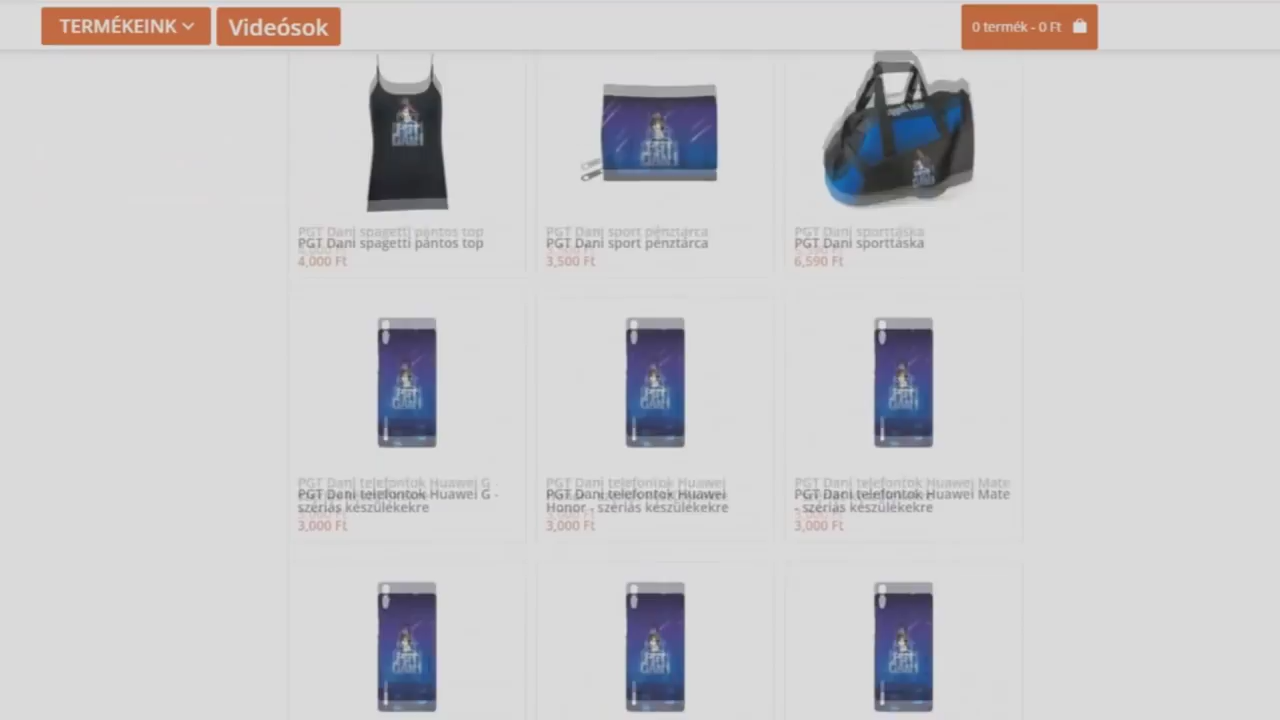 TERMÉKEINK
Videósok
0 termék - 0 Ft
PGT Dani spagetti pántos top
4,000 Ft
PGT Dani sport pénztárca
3,500 Ft
PGT Dani sporttáska
6,590 Ft
PGT Dani telefontok Huawei G -
szériás készülékekre
3,000 Ft
PGT Dani telefontok Huawei
Honor - szériás készülékekre
3,000 Ft
PGT Dani telefontok Huawei Mate
- szériás készülékekre
3,000 Ft